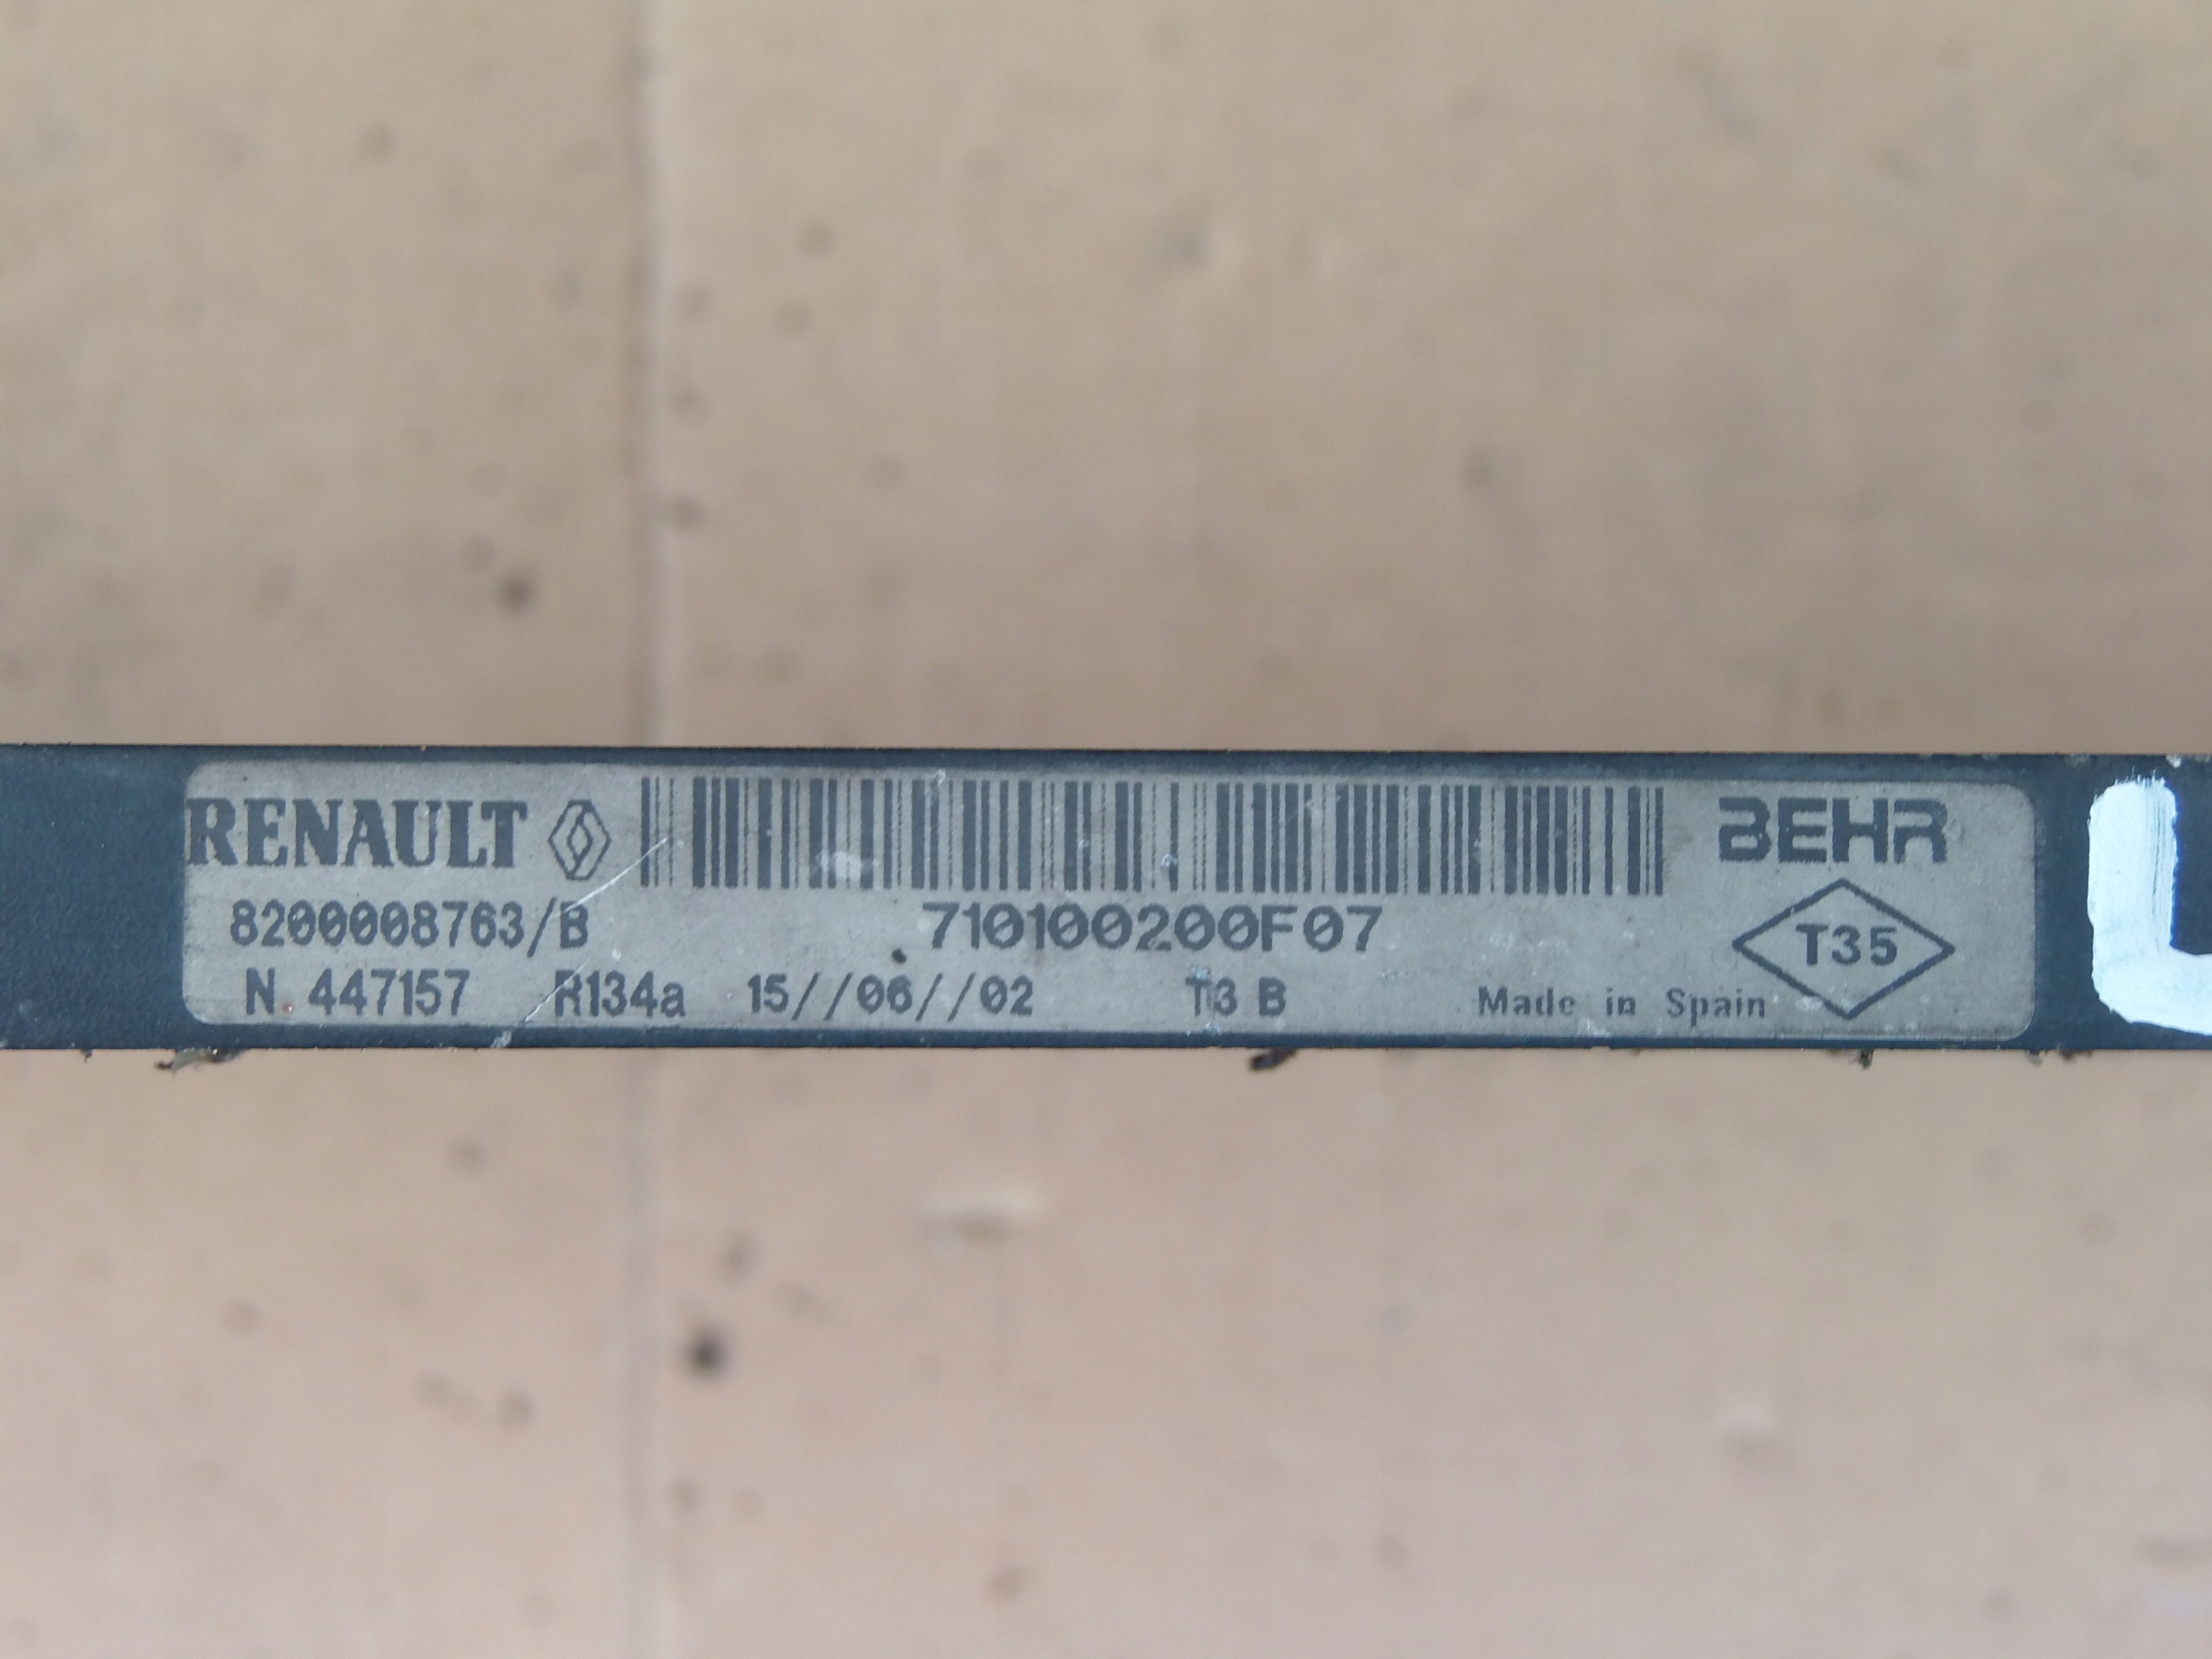 RENAULT BEHR
8200008763/B 710100200F07 T35
N. 447157 R134a 15//06//02 T3 B Made in Spain